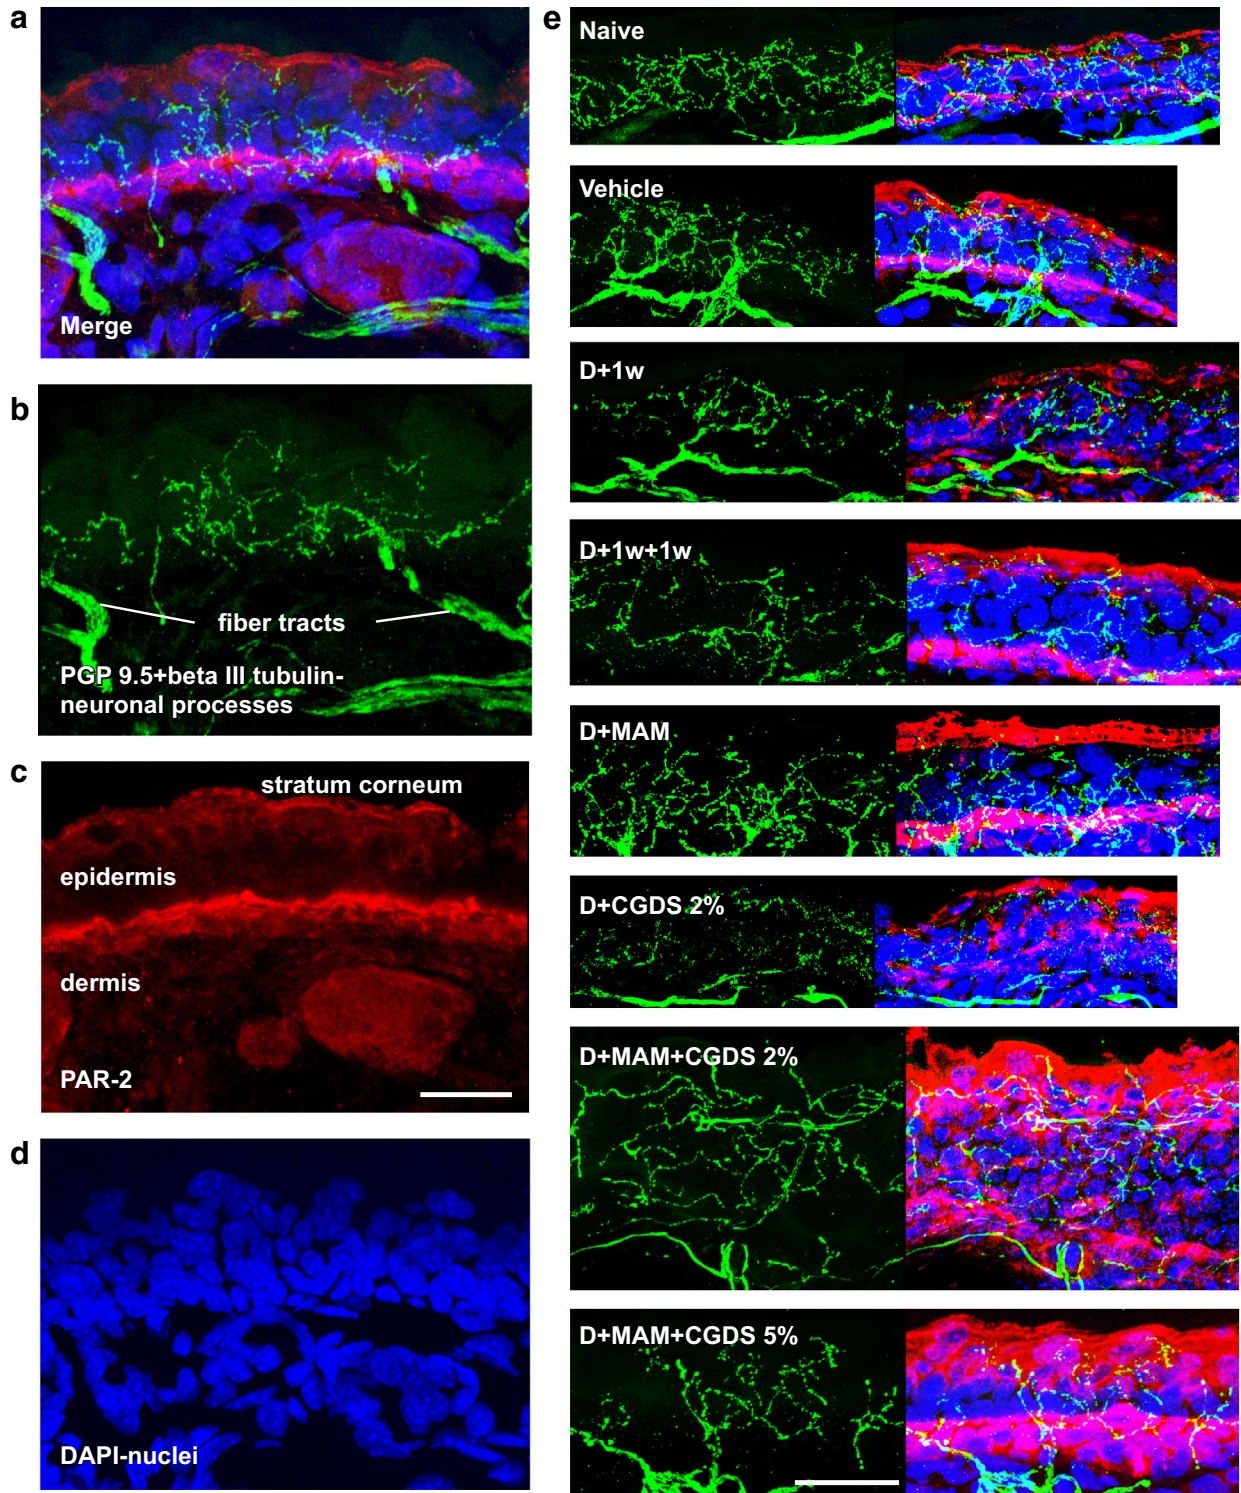 a
Merge
b
fiber tracts
PGP 9.5+beta III tubulin-
neuronal processes
c
stratum corneum
epidermis
dermis
PAR-2
d
DAPI-nuclei
e
Naive
Vehicle
D+1w
D+1w+1w
D+MAM
D+CGDS 2%
D+MAM+CGDS 2%
D+MAM+CGDS 5%